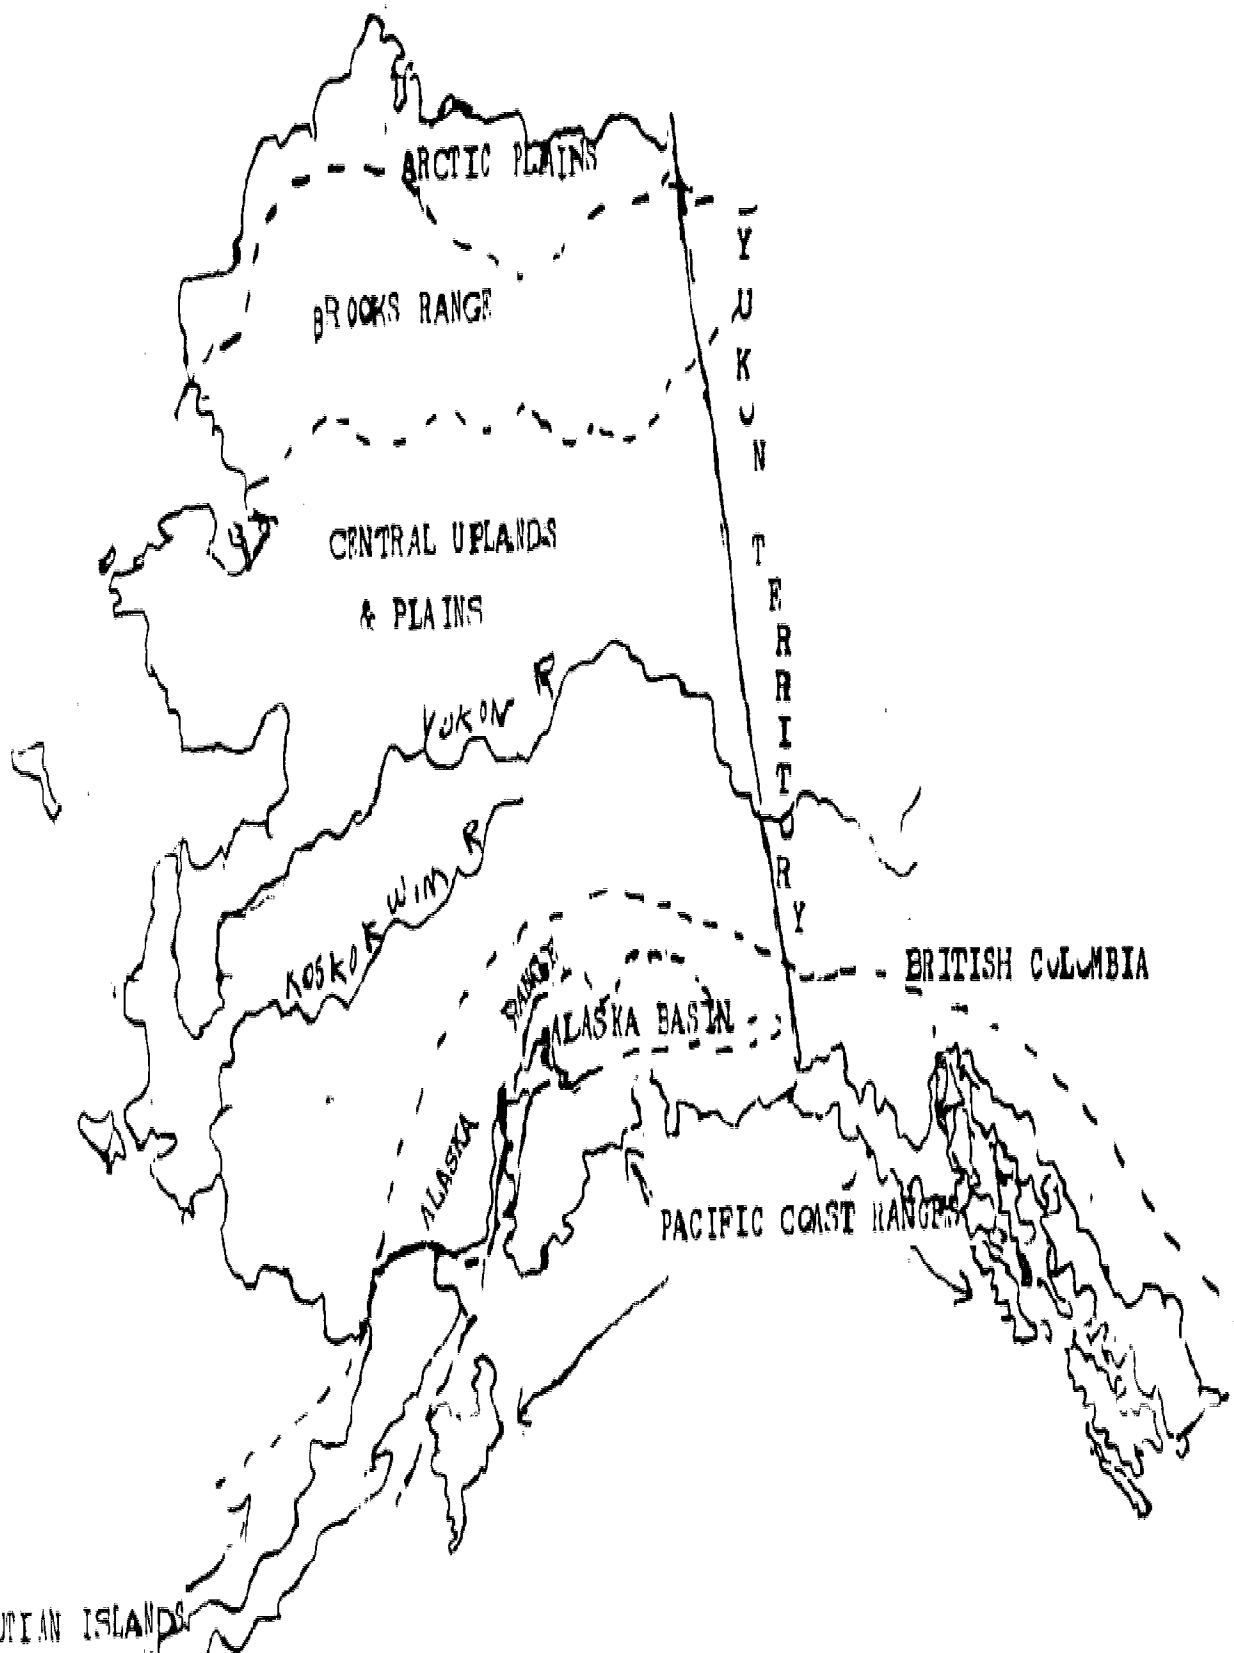 ARCTIC PLAINS
BROOKS RANGE
YUKON TERRITORY
CENTRAL UPLANDS
& PLAINS
YUKON R
KOSKOKWIM R
BRITISH COLUMBIA
ALASKA RANGE
ALASKA BASIN
PACIFIC COAST RANGES
UTIAN ISLANDS